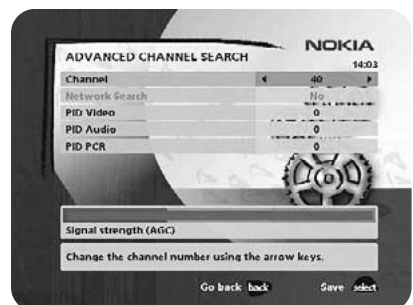 NOKIA
ADVANCED CHANNEL SEARCH 14:03
Channel 40
Network Search No
PID Video 0
PID Audio 0
PID PCR 0
Signal strength (AGC)
Change the channel number using the arrow keys.
Go back back Save select